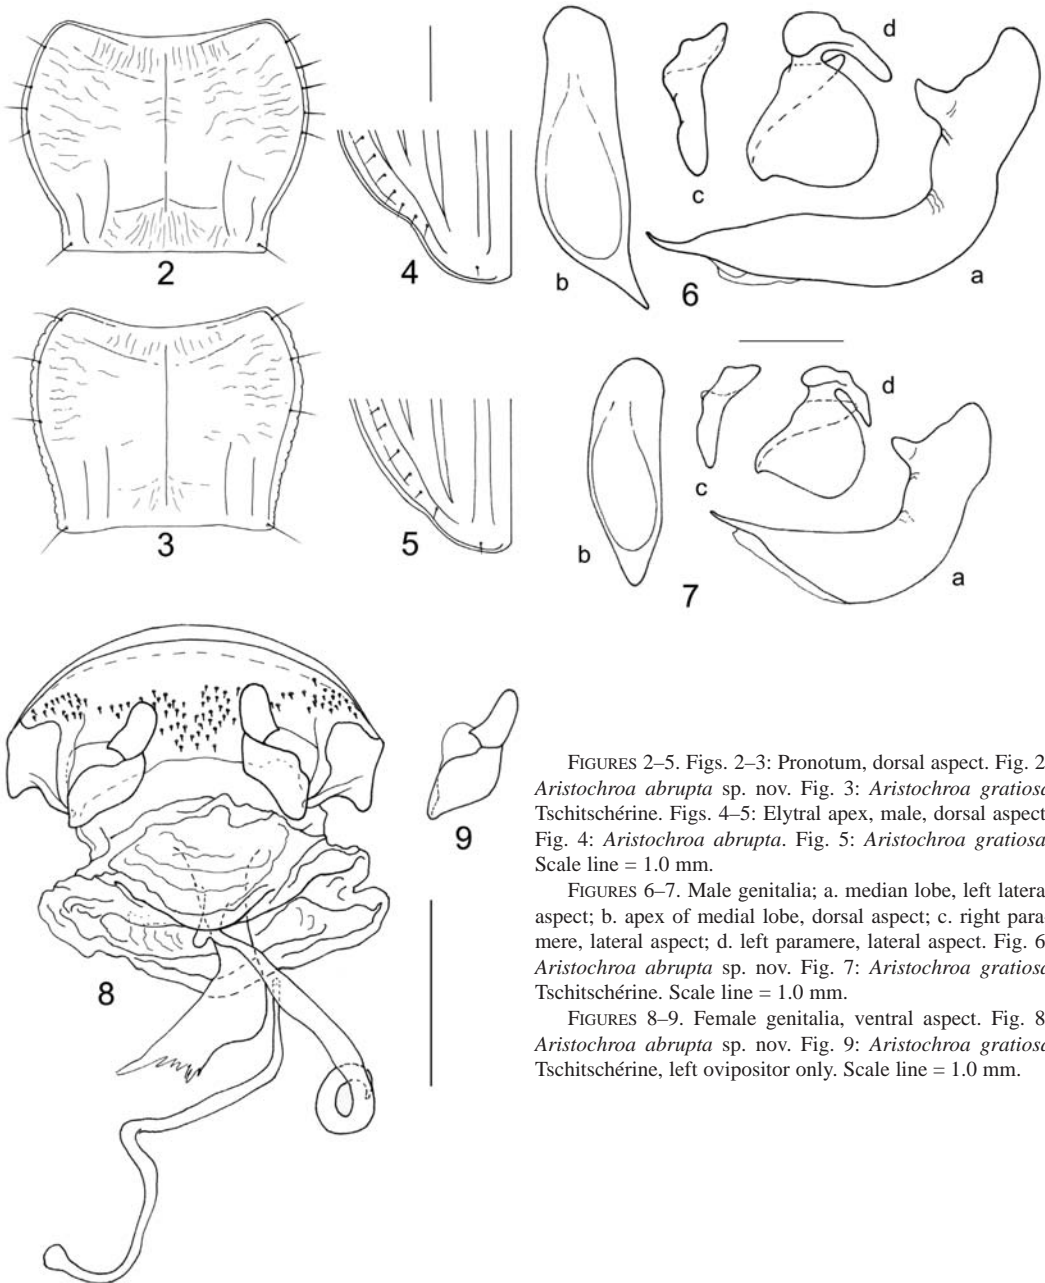 2
4
b
c
d
a
6
3
5
b
c
d
a
7
8
9
FIGURES 2–5. Figs. 2–3: Pronotum, dorsal aspect. Fig. 2
Aristochroa abrupta sp. nov. Fig. 3: Aristochroa gratiosa
Tschitschérine. Figs. 4–5: Elytral apex, male, dorsal aspect
Fig. 4: Aristochroa abrupta. Fig. 5: Aristochroa gratiosa
Scale line = 1.0 mm.
FIGURES 6–7. Male genitalia; a. median lobe, left latera
aspect; b. apex of medial lobe, dorsal aspect; c. right para-
mere, lateral aspect; d. left paramere, lateral aspect. Fig. 6
Aristochroa abrupta sp. nov. Fig. 7: Aristochroa gratiosa
Tschitschérine. Scale line = 1.0 mm.
FIGURES 8–9. Female genitalia, ventral aspect. Fig. 8
Aristochroa abrupta sp. nov. Fig. 9: Aristochroa gratiosa
Tschitschérine, left ovipositor only. Scale line = 1.0 mm.